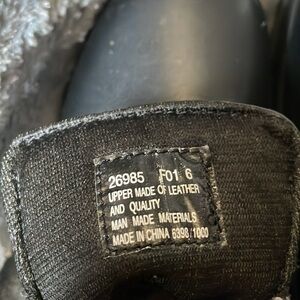 26985 F01 6
UPPER MADE OF LEATHER
AND QUALITY
MAN MADE MATERIALS
MADE IN CHINA 6398/1000